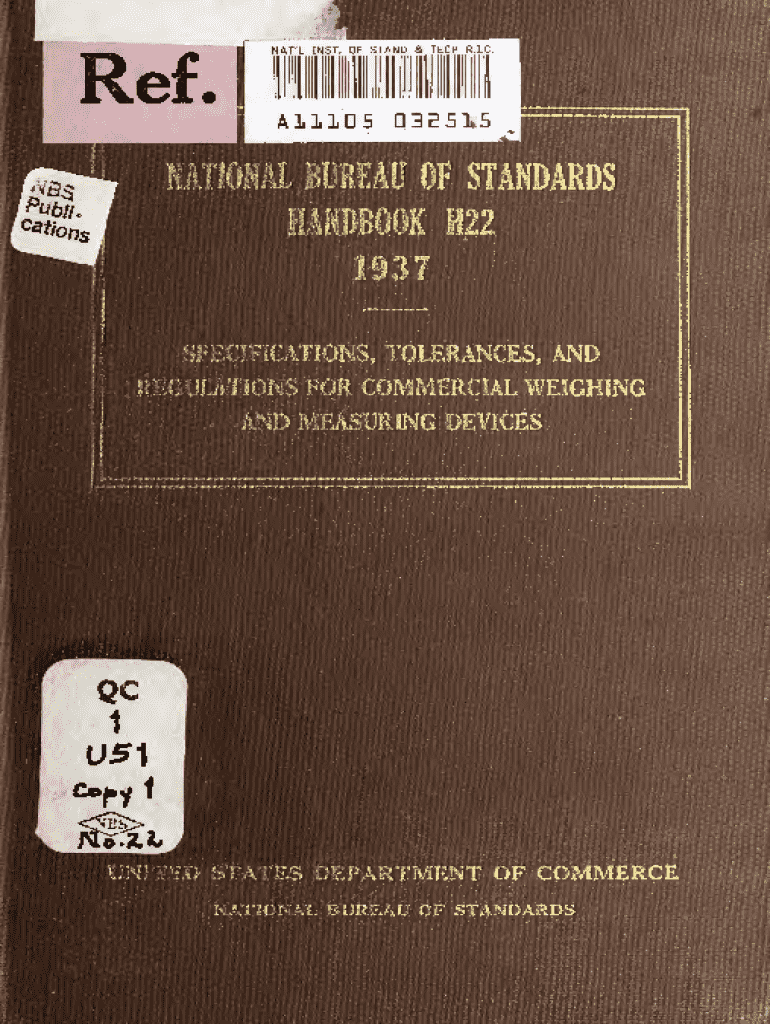 Ref.
NAT'L INST. OF STAND & TECH R.I.C.
A11105 032515
NBS
Publi-
cations
NATIONAL BUREAU OF STANDARDS
HANDBOOK H22
1937
SPECIFICATIONS, TOLERANCES, AND
REGULATIONS FOR COMMERCIAL WEIGHING
AND MEASURING DEVICES
QC
1
U51
Copy 1
NBS
No.22
UNITED STATES DEPARTMENT OF COMMERCE
NATIONAL BUREAU OF STANDARDS